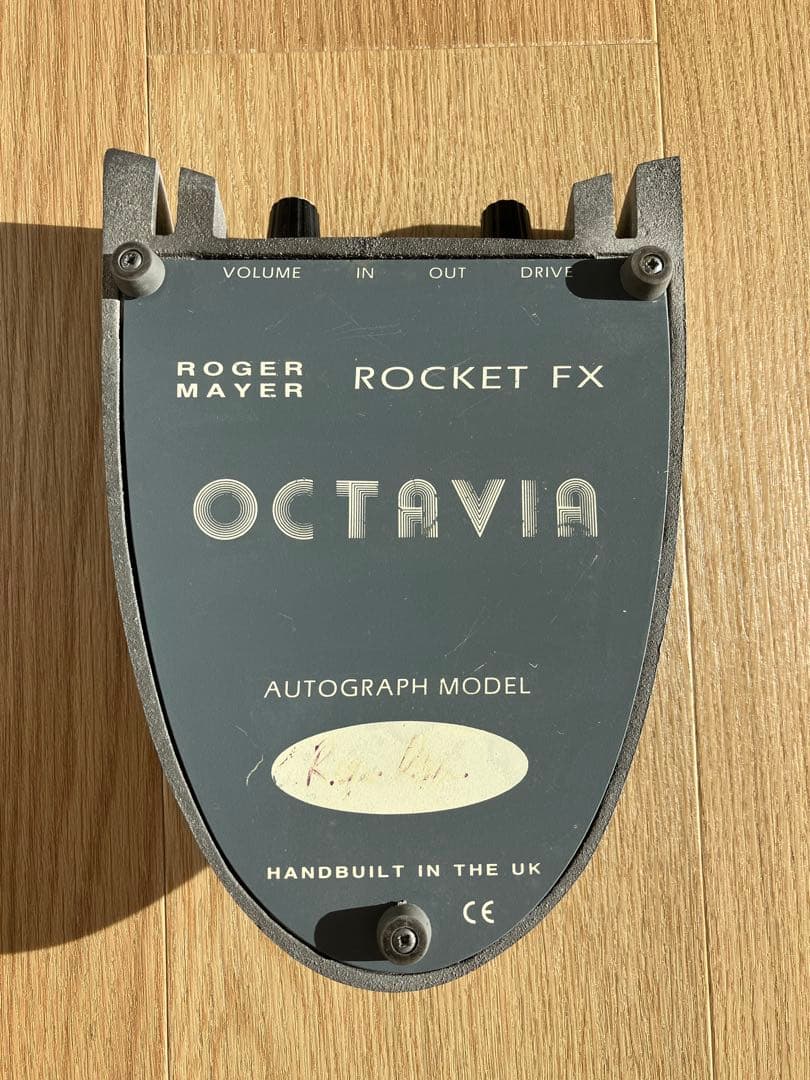 VOLUME IN OUT DRIVE
ROGER MAYER ROCKET FX
OCTAVIA
AUTOGRAPH MODEL
HANDBUILT IN THE UK
CE